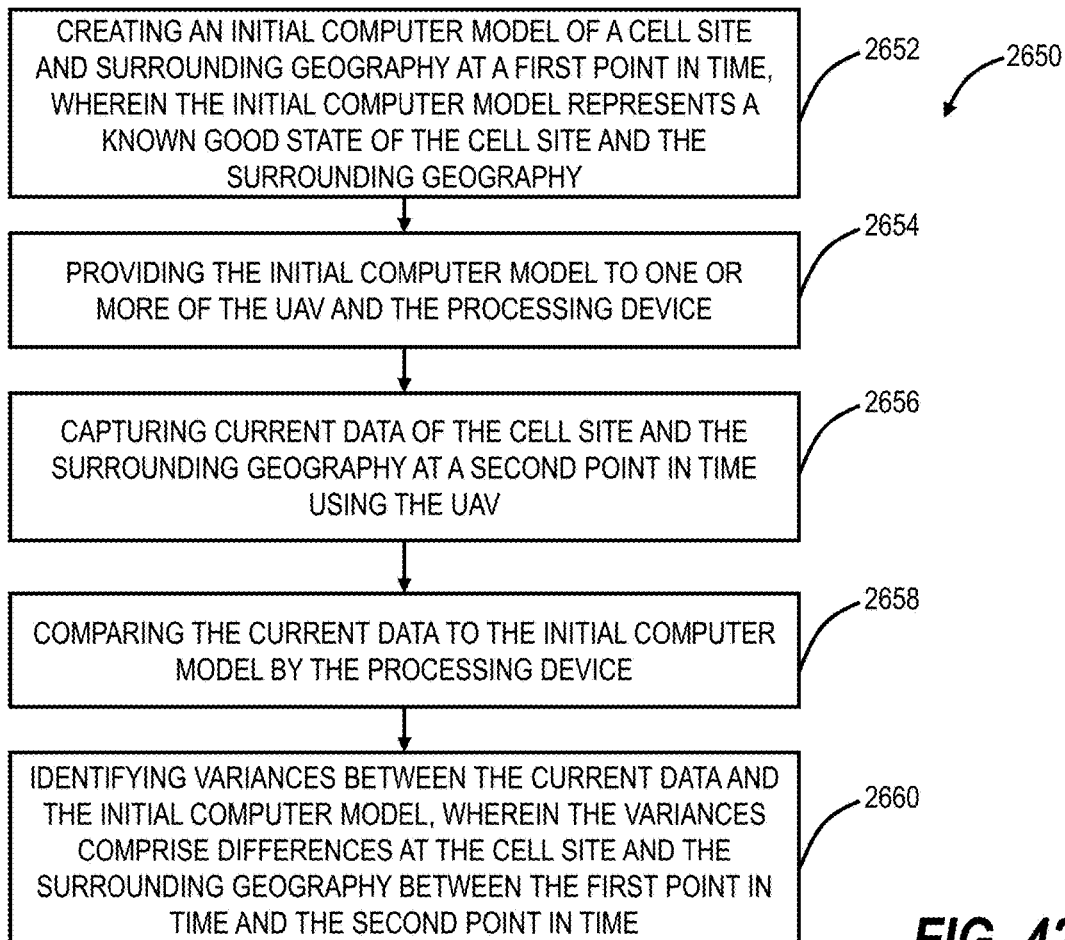 CREATING AN INITIAL COMPUTER MODEL OF A CELL SITE
AND SURROUNDING GEOGRAPHY AT A FIRST POINT IN TIME,
WHEREIN THE INITIAL COMPUTER MODEL REPRESENTS A
KNOWN GOOD STATE OF THE CELL SITE AND THE
SURROUNDING GEOGRAPHY
2652
2650
PROVIDING THE INITIAL COMPUTER MODEL TO ONE OR
MORE OF THE UAV AND THE PROCESSING DEVICE
2654
CAPTURING CURRENT DATA OF THE CELL SITE AND THE
SURROUNDING GEOGRAPHY AT A SECOND POINT IN TIME
USING THE UAV
2656
COMPARING THE CURRENT DATA TO THE INITIAL COMPUTER
MODEL BY THE PROCESSING DEVICE
2658
IDENTIFYING VARIANCES BETWEEN THE CURRENT DATA AND
THE INITIAL COMPUTER MODEL, WHEREIN THE VARIANCES
COMPRISE DIFFERENCES AT THE CELL SITE AND THE
SURROUNDING GEOGRAPHY BETWEEN THE FIRST POINT IN
TIME AND THE SECOND POINT IN TIME
2660
FIG.